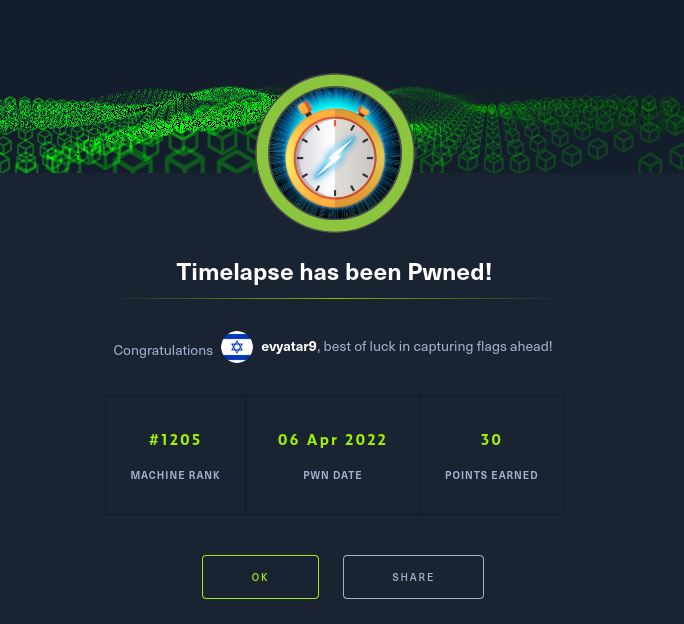 Timelapse has been Pwned!
Congratulations evyatar9, best of luck in capturing flags ahead!
#1205 06 Apr 2022 30
MACHINE RANK PWN DATE POINTS EARNED
OK SHARE